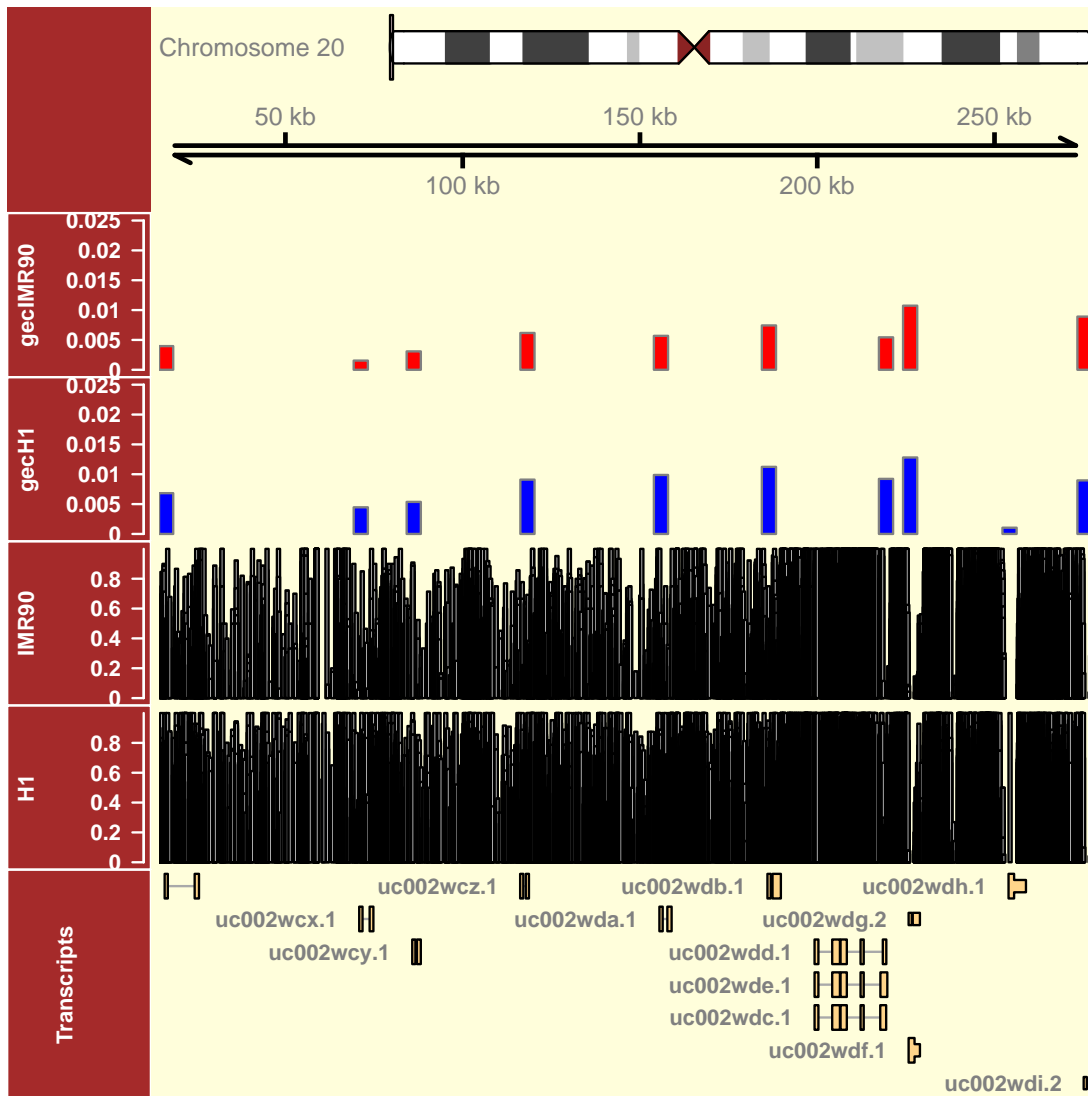 Chromosome 20
50 kb
150 kb
250 kb
100 kb
200 kb
gecIMR90
0.025
0.02
0.015
0.01
0.005
0
gecH1
0.025
0.02
0.015
0.01
0.005
0
IMR90
0.8
0.6
0.4
0.2
0
H1
0.8
0.6
0.4
0.2
0
Transcripts
uc002wcz.1
uc002wdb.1
uc002wdh.1
uc002wcx.1
uc002wda.1
uc002wdg.2
uc002wcy.1
uc002wdd.1
uc002wde.1
uc002wdc.1
uc002wdf.1
uc002wdi.2